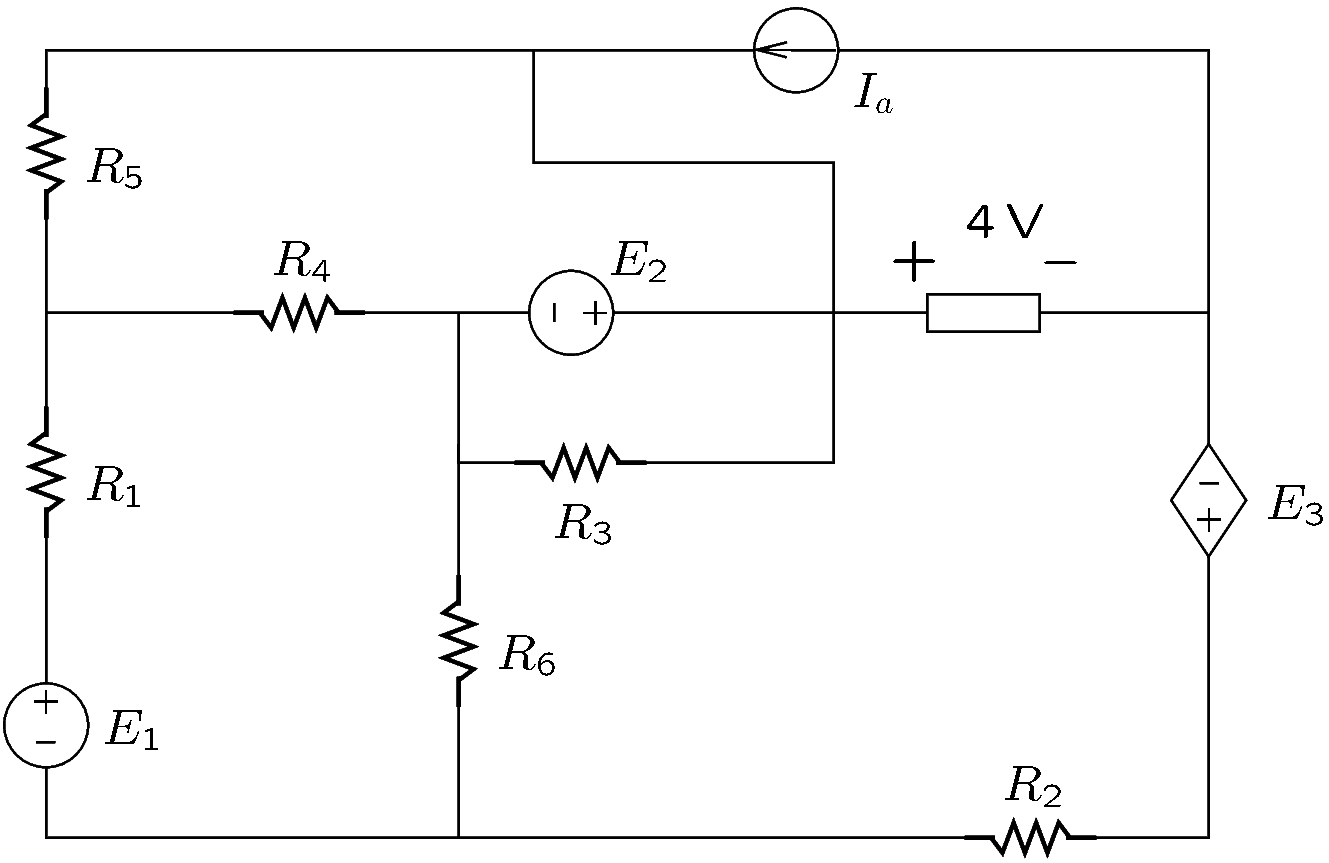 I_a
R_5
4 V
+ −
R_4
E_2
− +
R_1
R_3
−
+
E_3
R_6
+
−
E_1
R_2